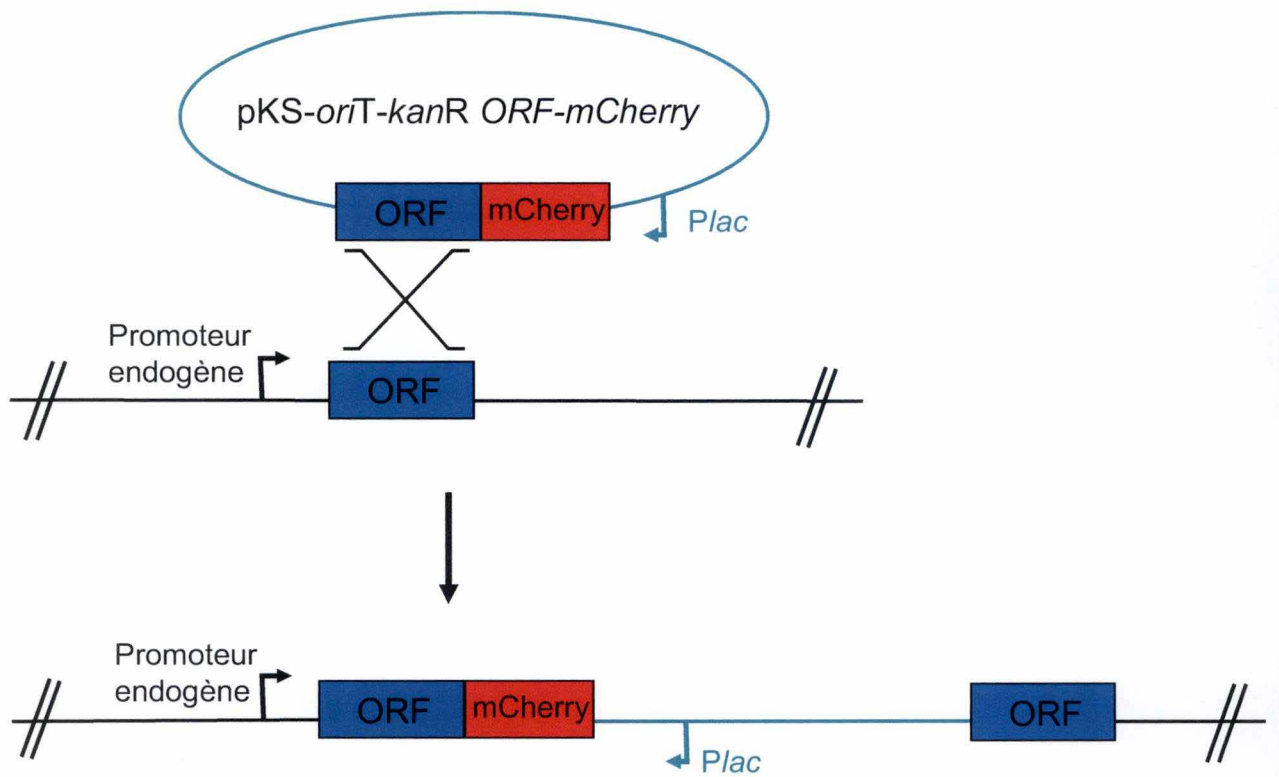 pKS-oriT-kanR ORF-mCherry
ORF
mCherry
Plac
Promoteur
endogène
ORF
Promoteur
endogène
ORF
mCherry
Plac
ORF